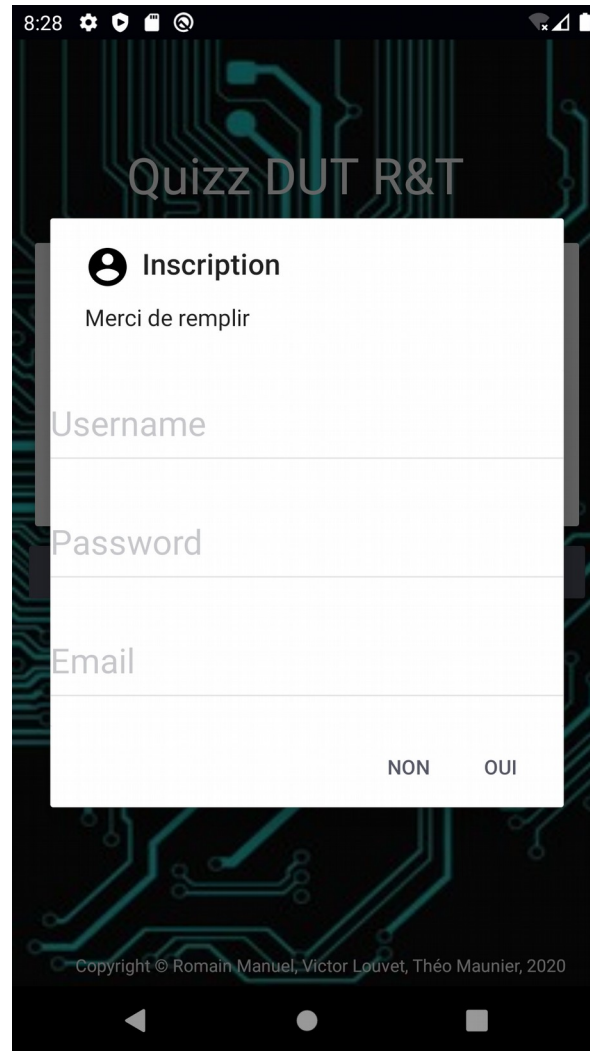 8:28
Quizz DUT R&T
Inscription
Merci de remplir
Username
Password
Email
NON OUI
Copyright © Romain Manuel, Victor Louvet, Théo Maunier, 2020